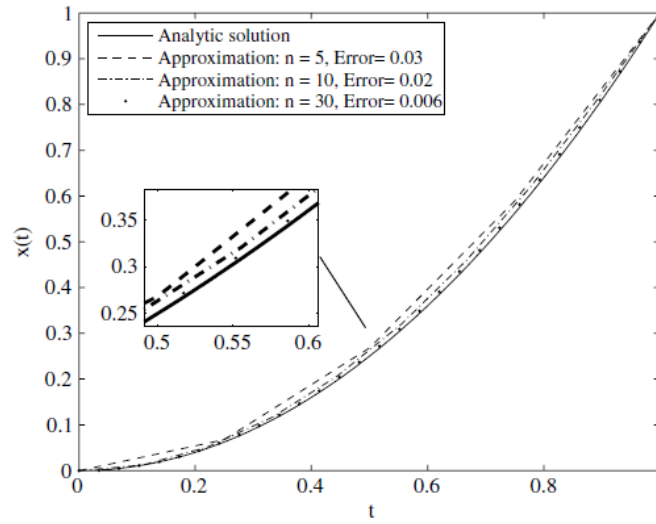 1
0.9
0.8
0.7
0.6
0.5
0.4
0.3
0.2
0.1
0
x(t)
Analytic solution
Approximation: n = 5, Error= 0.03
Approximation: n = 10, Error= 0.02
Approximation: n = 30, Error= 0.006
0.35
0.3
0.25
0.5 0.55 0.6
0 0.2 0.4 0.6 0.8
t